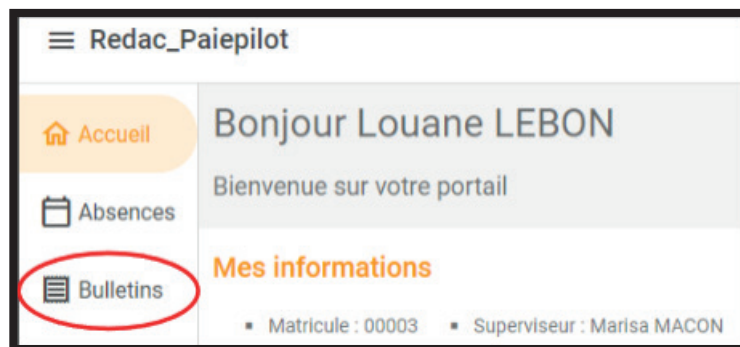 Redac_Paiepilot
Accueil
Absences
Bulletins
Bonjour Louane LEBON
Bienvenue sur votre portail
Mes informations
▪ Matricule : 00003 ▪ Superviseur : Marisa MACON